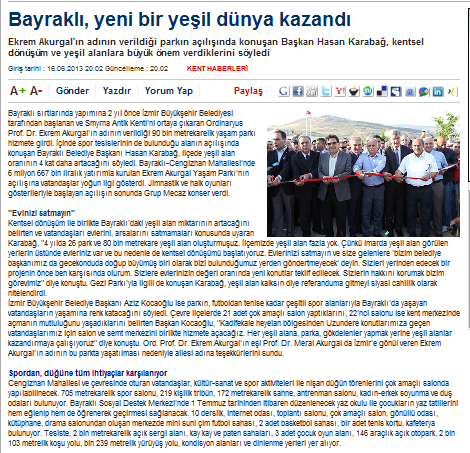 Bayraklı, yeni bir yeşil dünya kazandı
Ekrem Akurgal'ın adının verildiği parkın açılışında konuşan Başkan Hasan Karabağ, kentsel
dönüşüm ve yeşil alanlara büyük önem verdiklerini söyledi
Giriş tarihi : 16.06.2013 20.02 Güncelleme : 20.02 KENT HABERLERİ
A+ A- Gönder Yazdır Yorum Yap Paylaş
Bayraklı sırtlarında yapımına 2 yıl önce İzmir Büyükşehir Belediyesi
tarafından başlanan ve Smyrna Antik Kenti'ni ortaya çıkaran Ordinaryus
Prof. Dr. Ekrem Akurgal'ın adının verildiği 90 bin metrekarelik yaşam parkı
hizmete girdi. İçinde spor tesislerinin de bulunduğu alanın açılışında
konuşan Bayraklı Belediye Başkanı Hasan Karabağ, ilçede yeşil alan
oranının 4 kat daha artacağını söyledi. Bayraklı-Cengizhan Mahallesi'nde
6 milyon 667 bin liralık yatırımla kurulan Ekrem Akurgal Yaşam Parkı'nın
açılışına vatandaşlar yoğun ilgi gösterdi. Jimnastik ve halk oyunları
gösterileriyle başlayan açılışın sonunda Grup Mecaz konser verdi.
"Evinizi satmayın"
Kentsel dönüşüm ile birlikte Bayraklı'daki yeşil alan miktarının artacağını
belirten ve vatandaşları evlerini, arsalarını satmamaları konusunda uyaran
Karabağ, "4 yılda 26 park ve 80 bin metrekare yeşil alan oluşturmuşuz. İlçemizde yeşil alan fazla yok. Çünkü imarda yeşil alan görülen
yerlerin üstünde evleriniz var ve bu nedenle de kentsel dönüşümü başlatıyoruz. Evlerinizi satmayın ve size gelenlere 'bizim belediye
başkanımız da gecekonduda doğup büyümüş biri olarak bizi bulunduğumuz yerden göndertmeyecek' deyin. Sizleri yerinden edecek bir
projenin önce ben karşısında olurum. Sizlere evlerinizin değeri oranında yeni konutlar teklif edilecek. Sizlerin hakkını korumak bizim
görevimiz" diye konuştu. Gezi Parkı'yla ilgili de konuşan Karabağ, yeşil alan kalksın diye referanduma gitmeyi siyasi cahillik olarak
nitelendirdi.
İzmir Büyükşehir Belediye Başkanı Aziz Kocaoğlu ise parkın, futboldan tenise kadar çeşitli spor alanlarıyla Bayraklı'da yaşayan
vatandaşların yaşamına renk katacağını söyledi. Çevre ilçelerde 21 adet çok amaçlı salon yaptıklarını, 22'nci salonu ise kent merkezinde
açmanın mutluluğunu yaşadıklarını belirten Başkan Kocaoğlu, "Kadifekale heyelan bölgesinden Uzundere konutlarımıza geçen
vatandaşlarımız için salon ve semt merkezini birlikte hizmete açacağız. Her yeşil alana, parka, gökdelenler yapmak yerine yeşil alanlar
kazandırmaya çalışıyoruz" diye konuştu. Ord. Prof. Dr. Ekrem Akurgal'ın eşi Prof. Dr. Meral Akurgal da İzmir'e gönül veren Ekrem
Akurgal'ın adının bu parkta yaşatılması nedeniyle ailesi adına teşekkürlerini sundu.
Spordan, düğüne tüm ihtiyaçlar karşılanıyor
Cengizhan Mahallesi ve çevresinde oturan vatandaşlar, kültür-sanat ve spor aktiviteleri ile nişan düğün törenlerini çok amaçlı salonda
yapılabilecek. 705 metrekarelik spor salonu, 219 kişilik tribün, 172 metrekarelik sahne, antrenman salonu, kadın-erkek soyunma ve duş
odaları bulunuyor. Bayraklı Sosyal Destek Merkezi'nde 1 Temmuz tarihinden itibaren düzenlenecek yaz okulu ile çocukların yaz tatillerini
hem eğlenip hem de öğrenerek geçirmesi sağlanacak. 10 derslik, internet odası, toplantı salonu, çok amaçlı salon, gönüllü odası,
kütüphane, drama salonundan oluşan merkezde mini suni çim futbol sahası, 2 adet basketbol sahası, bir adet tenis kortu, kafeterya
bulunuyor. Tesiste, 2 bin metrekarelik açık sergi alanı, kay kay ve paten sahaları, 3 adet çocuk oyun alanı, 146 araçlık açık otopark, 2 bin
103 metrelik koşu yolu, bin 239 metrelik yürüyüş yolu, kondisyon alanları ve dinlenme yerleri yer alıyor.